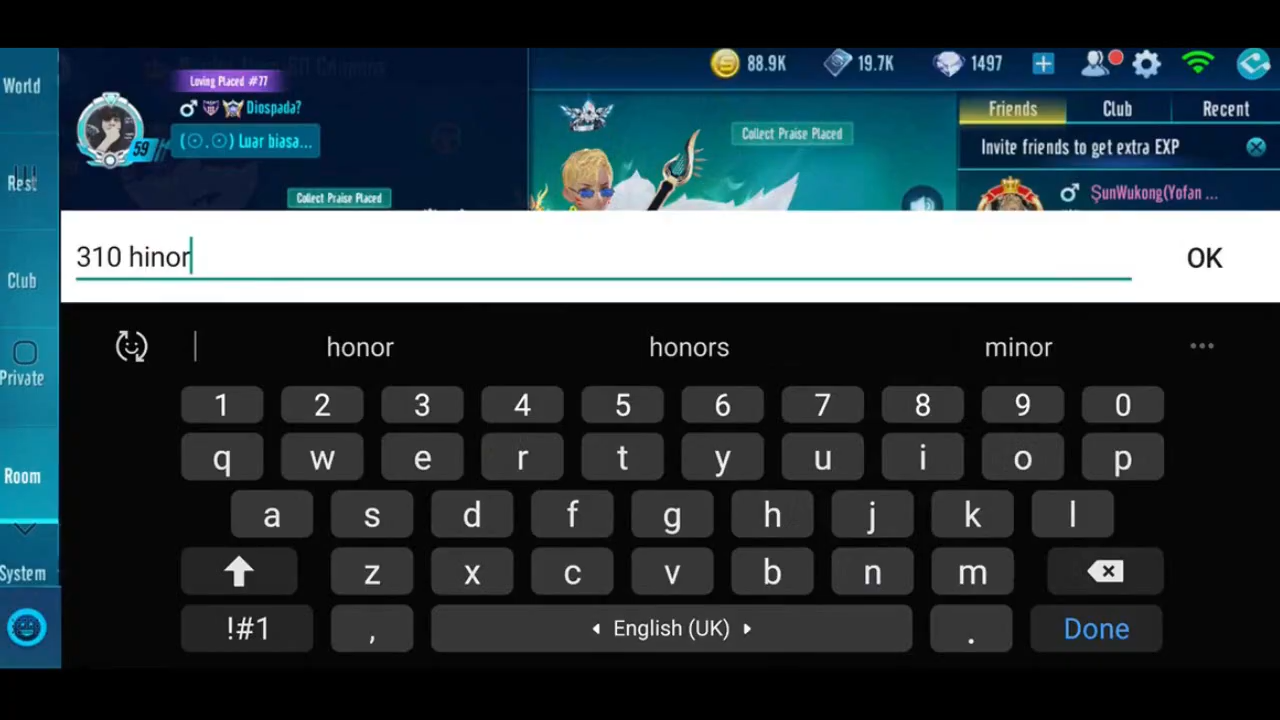 World
Rest
Club
Private
Room
System
Loving Placed #77
Diospada?
59
(⊙.⊙) Luar biasa...
Collect Praise Placed
88.9K
19.7K
1497
Collect Praise Placed
Friends Club Recent
Invite friends to get extra EXP
ŞunWukong(Yofan ...
310 hinor
OK
honor honors minor ...
1 2 3 4 5 6 7 8 9 0
q w e r t y u i o p
a s d f g h j k l
z x c v b n m
!#1 , English (UK) . Done